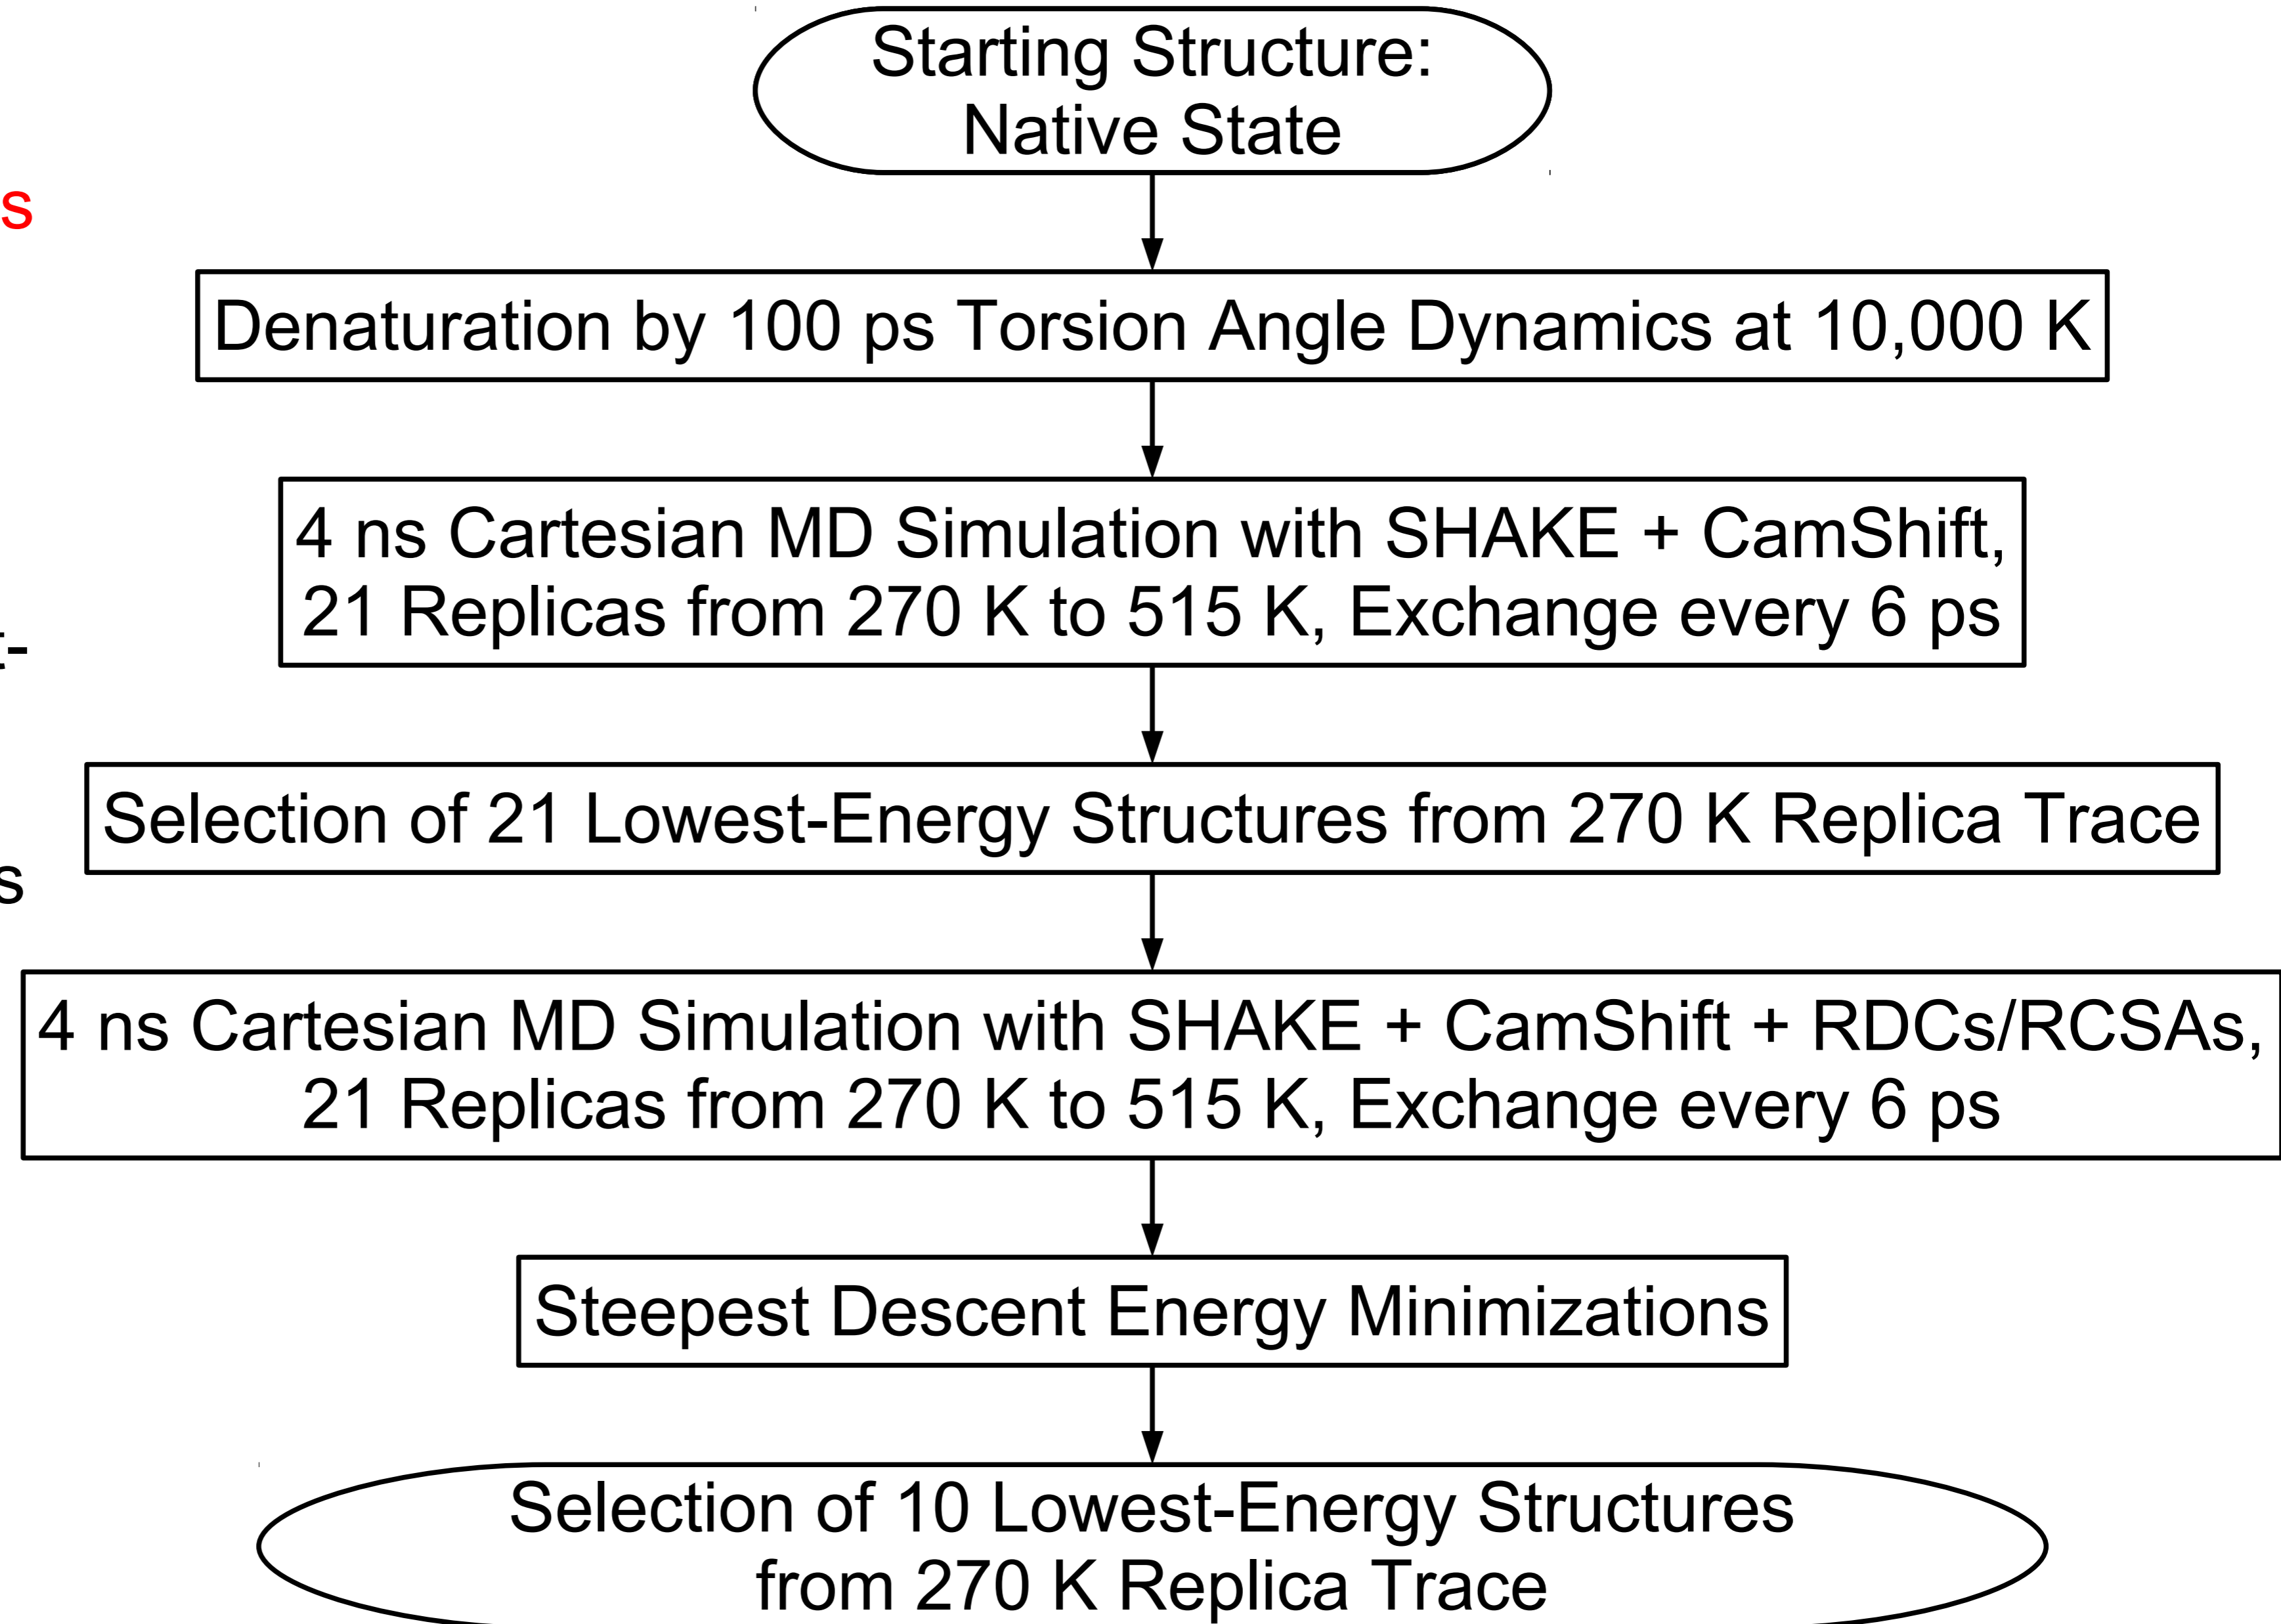 Starting Structure:
Native State
s
Denaturation by 100 ps Torsion Angle Dynamics at 10,000 K
4 ns Cartesian MD Simulation with SHAKE + CamShift,
21 Replicas from 270 K to 515 K, Exchange every 6 ps
t-
Selection of 21 Lowest-Energy Structures from 270 K Replica Trace
s
4 ns Cartesian MD Simulation with SHAKE + CamShift + RDCs/RCSAs,
21 Replicas from 270 K to 515 K, Exchange every 6 ps
Steepest Descent Energy Minimizations
Selection of 10 Lowest-Energy Structures
from 270 K Replica Trace